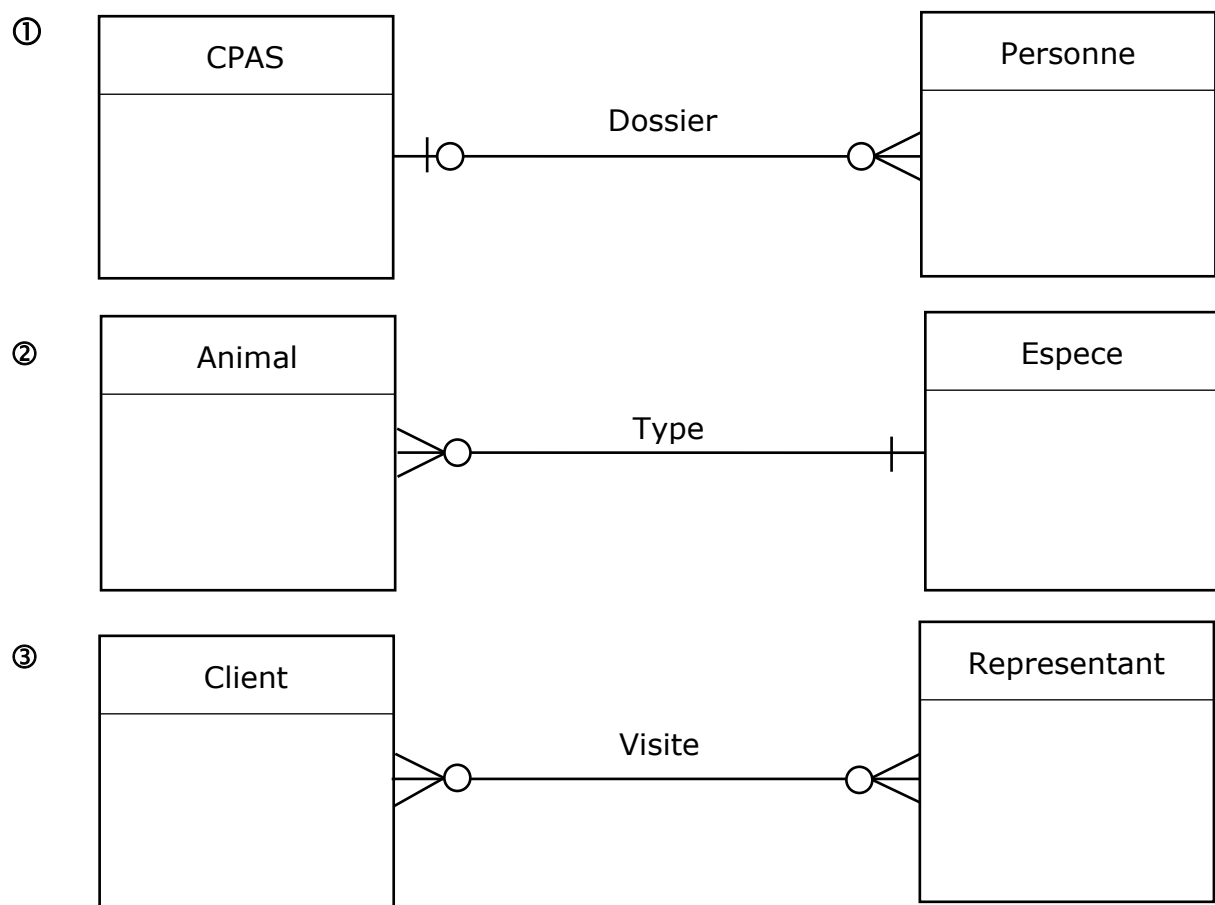 ①
CPAS
Personne
Dossier
②
Animal
Espece
Type
③
Client
Representant
Visite